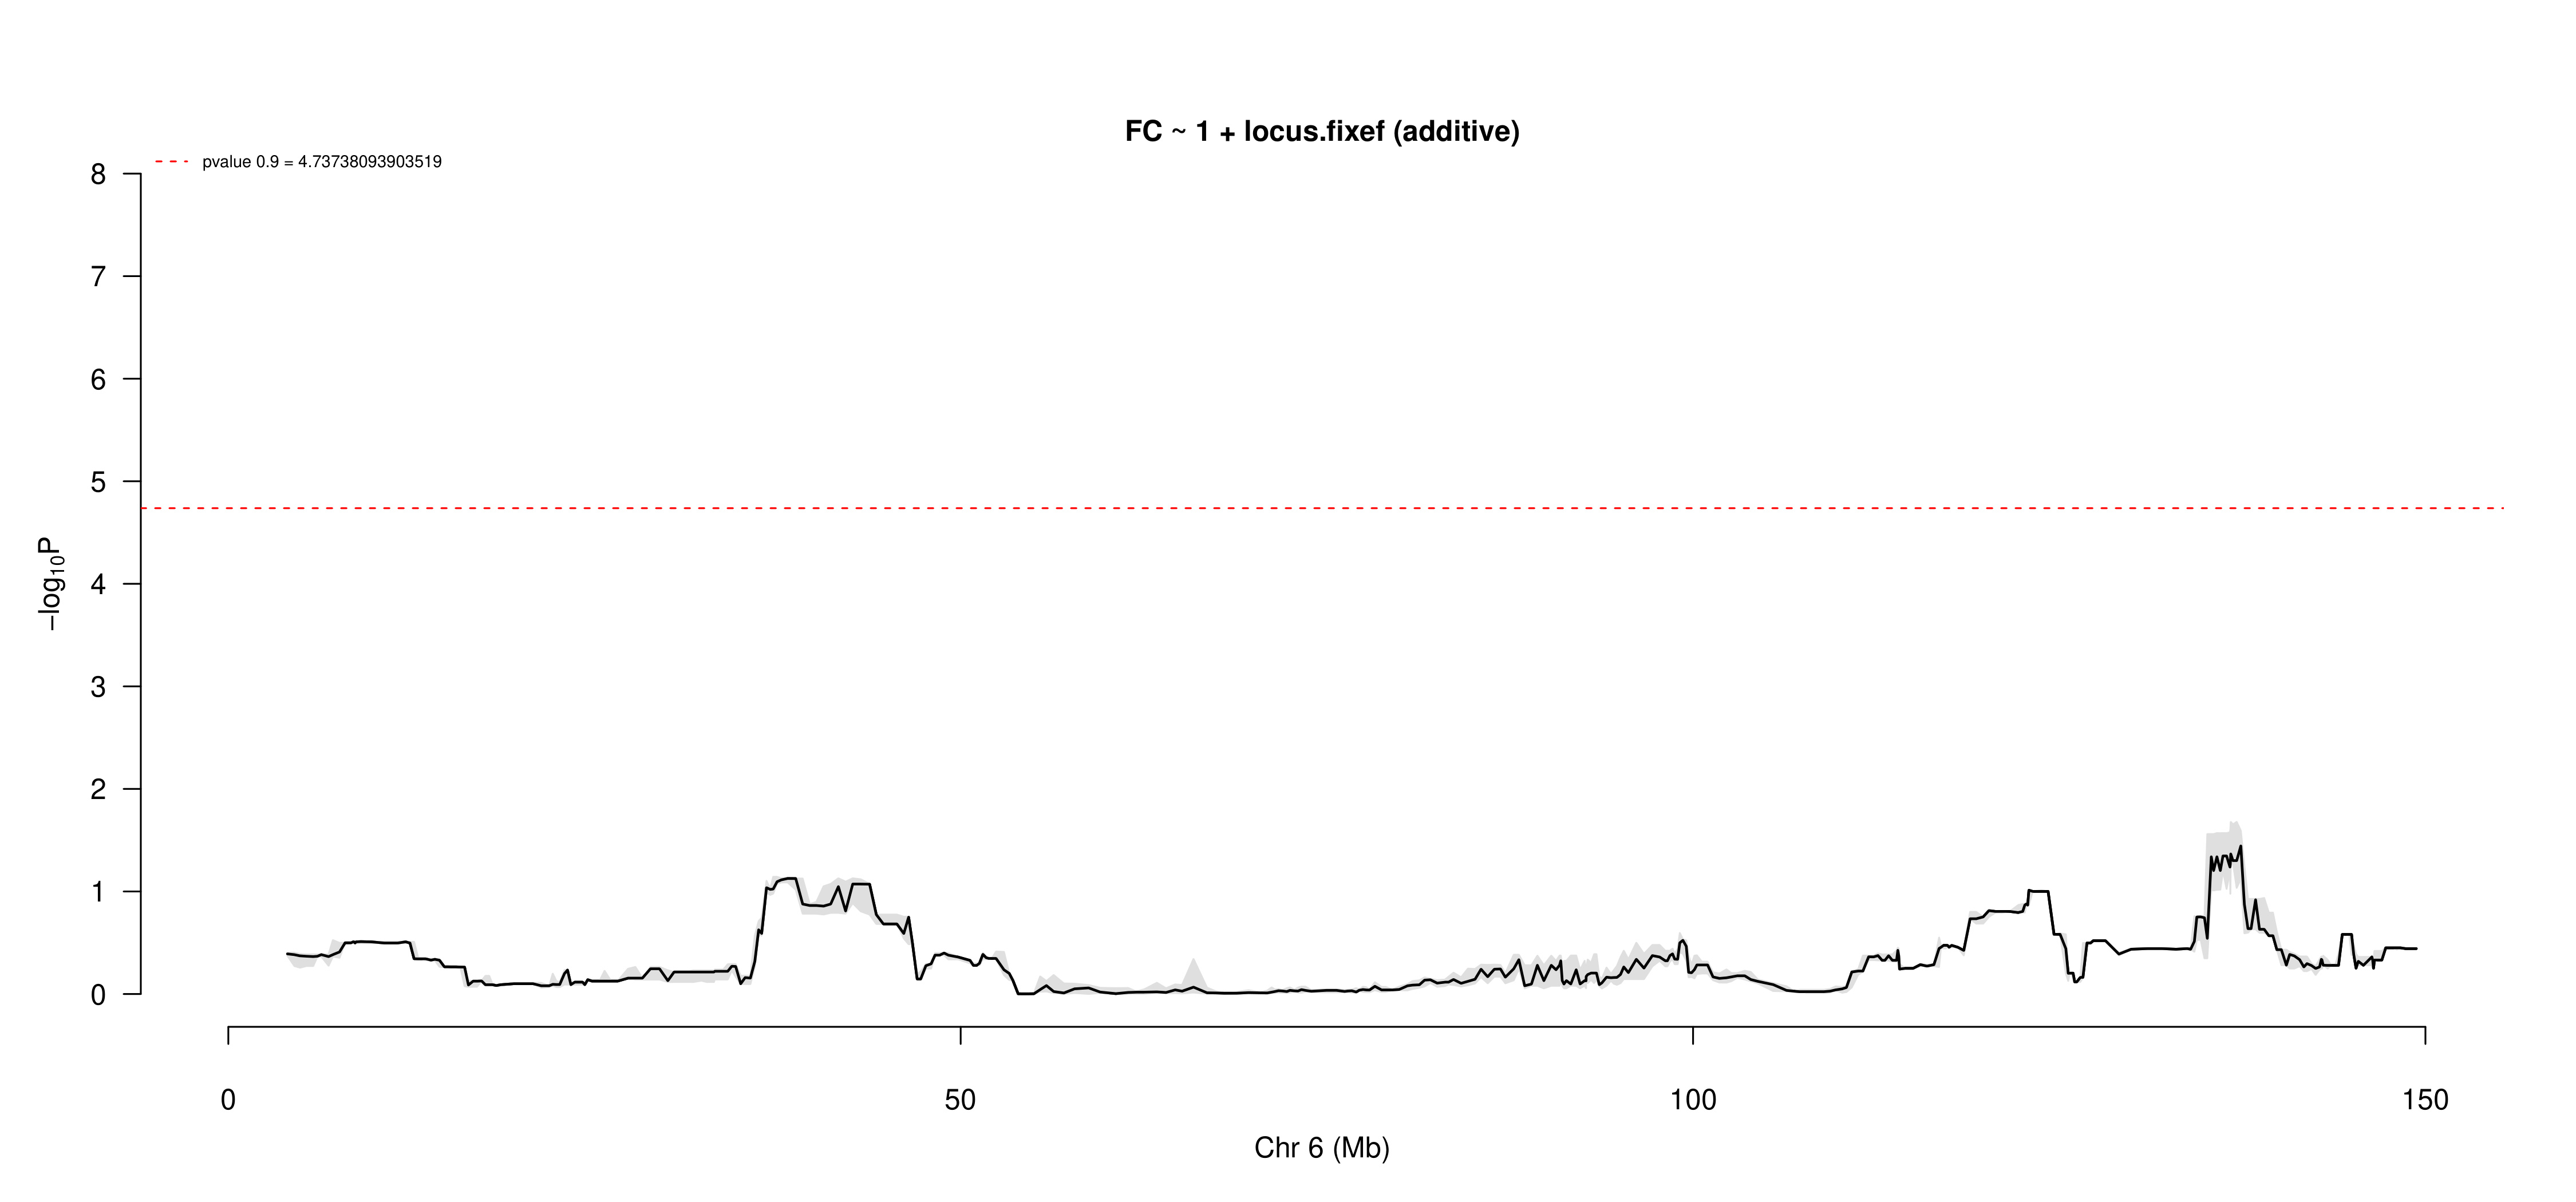 FC ~ 1 + locus.fixef (additive)
pvalue 0.9 = 4.73738093903519
8
7
6
5
4
3
2
1
0
−log10P
0 50 100 150
Chr 6 (Mb)